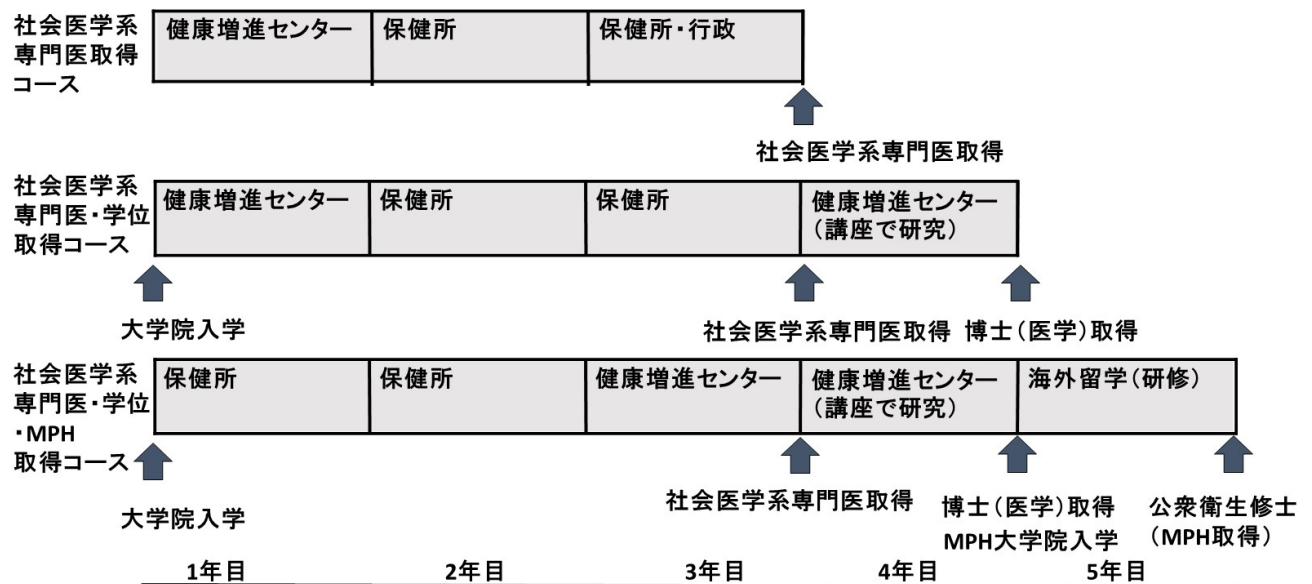 社会医学系
専門医取得
コース
健康増進センター
保健所
保健所・行政
社会医学系専門医取得
社会医学系
専門医・学位
取得コース
健康増進センター
保健所
保健所
健康増進センター
（講座で研究）
大学院入学
社会医学系専門医取得
博士（医学）取得
社会医学系
専門医・学位
・MPH
取得コース
保健所
保健所
健康増進センター
健康増進センター
（講座で研究）
海外留学（研修）
大学院入学
社会医学系専門医取得
博士（医学）取得
MPH大学院入学
公衆衛生修士
（MPH取得）
1年目
2年目
3年目
4年目
5年目